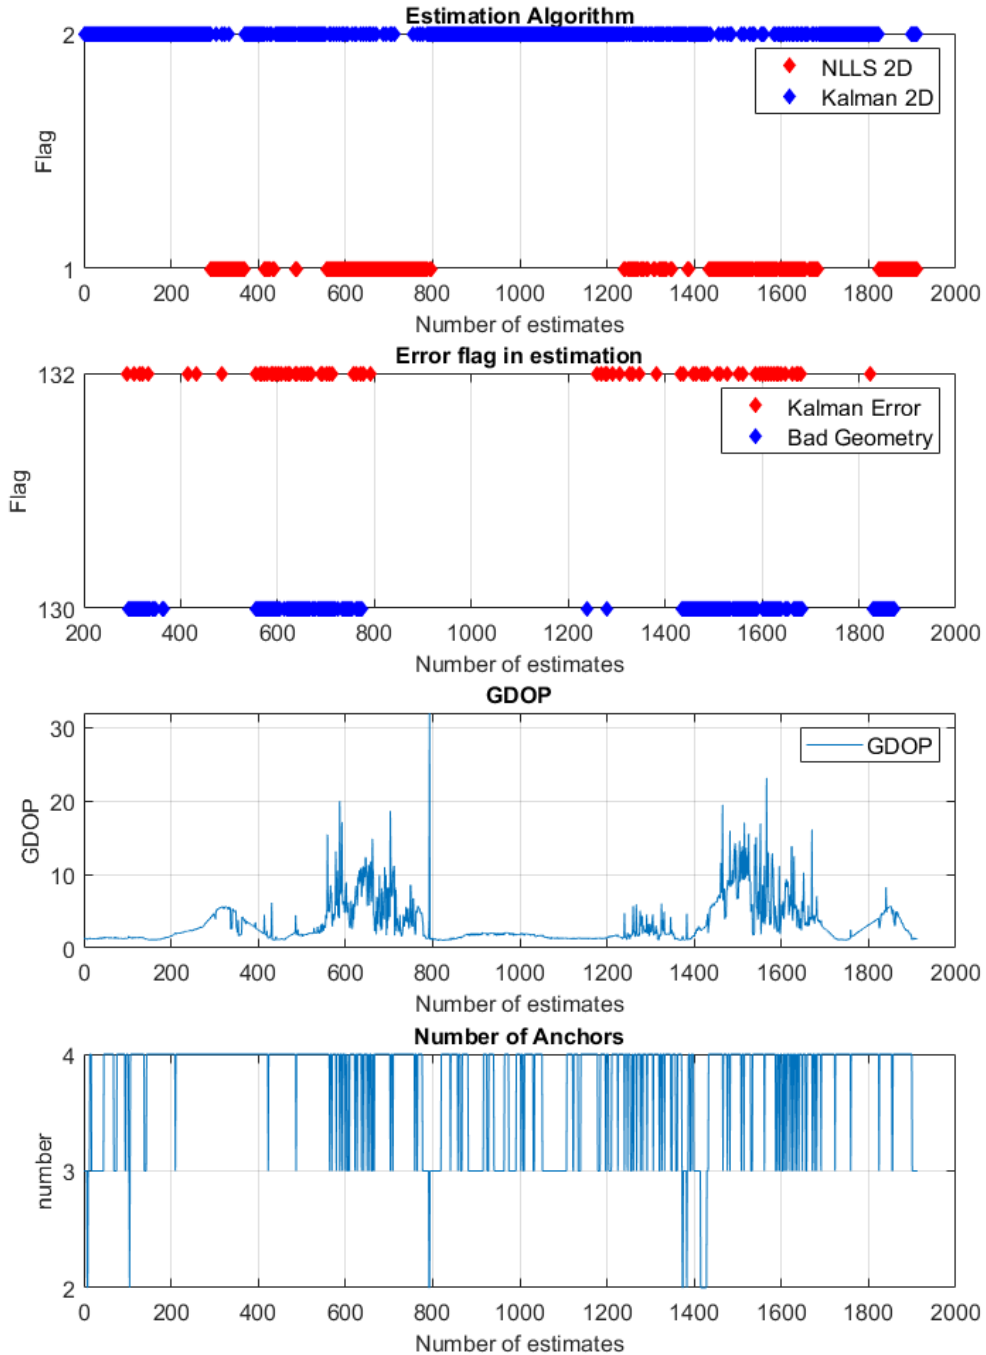 Estimation Algorithm
2
NLLS 2D
Kalman 2D
Flag
1
0 200 400 600 800 1000 1200 1400 1600 1800 2000
Number of estimates
Error flag in estimation
132
Kalman Error
Bad Geometry
Flag
130
200 400 600 800 1000 1200 1400 1600 1800 2000
Number of estimates
GDOP
30
GDOP
20
GDOP
10
0
0 200 400 600 800 1000 1200 1400 1600 1800 2000
Number of estimates
Number of Anchors
4
3
number
2
0 200 400 600 800 1000 1200 1400 1600 1800 2000
Number of estimates